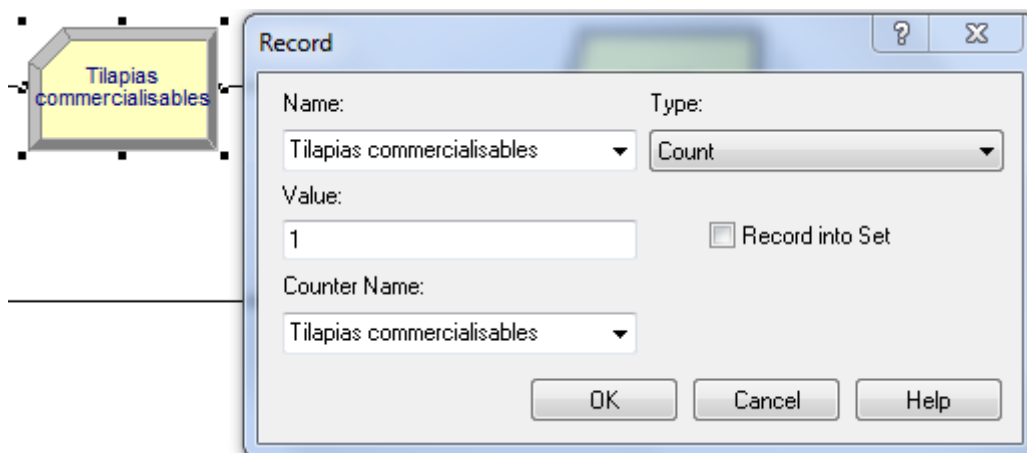 Tilapias
commercialisables
Record
Name:
Type:
Tilapias commercialisables
Count
Value:
1
Record into Set
Counter Name:
Tilapias commercialisables
OK
Cancel
Help